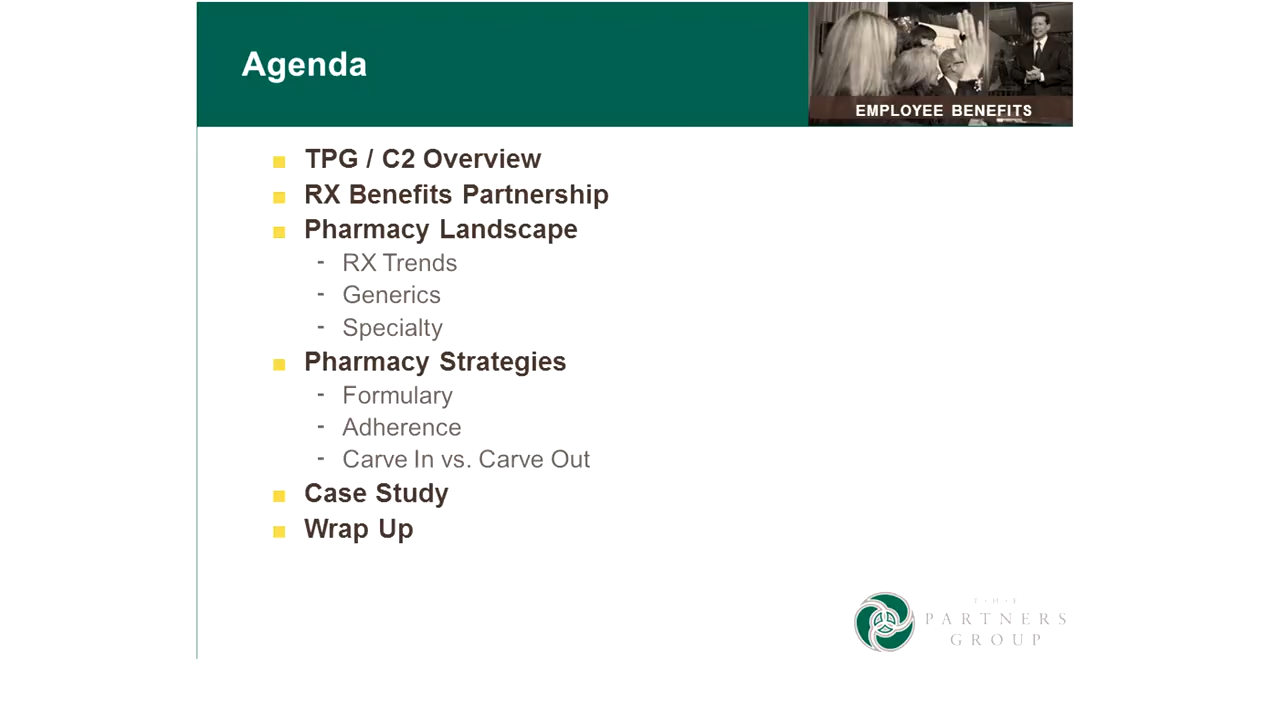 Agenda
EMPLOYEE BENEFITS
TPG / C2 Overview
RX Benefits Partnership
Pharmacy Landscape
- RX Trends
- Generics
- Specialty
Pharmacy Strategies
- Formulary
- Adherence
- Carve In vs. Carve Out
Case Study
Wrap Up
THE
PARTNERS
GROUP